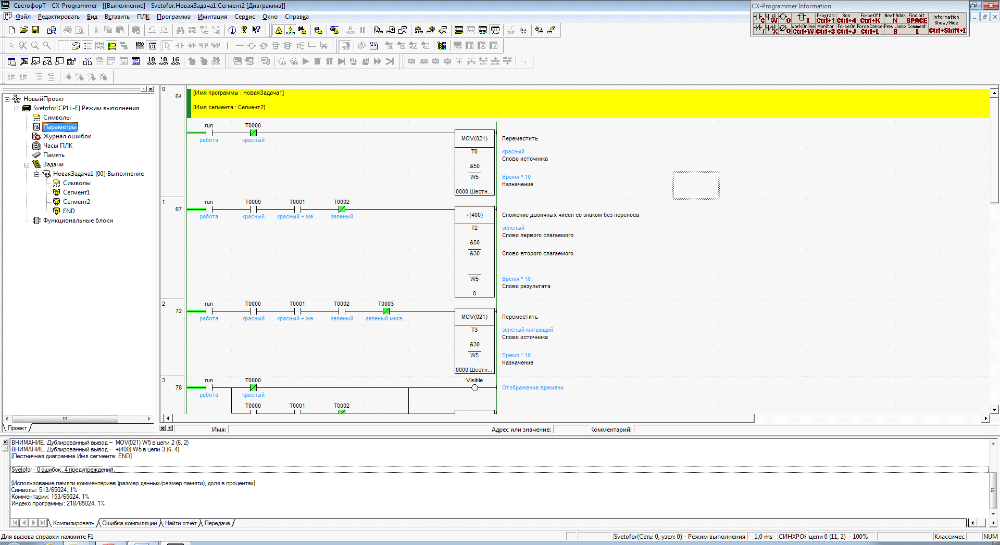 СветофорТ - CX-Programmer - [[Выполнение] - Svetofor.НоваяЗадача1.Сегмент2 [Диаграмма]]
Файл Редактировать Вид Вставить ПЛК Программа Имитация Сервис Окно Справка
CX-Programmer Information
C W O I Program Ctrl+1 Run Ctrl+4 Force Off Ctrl+K Next Addr. N Find bit SPACE Information Show / Hide Ctrl+Shift+I
/ X Q Work Online Ctrl+W Monitor Ctrl+3 Force On Ctrl+J Force Cancel Ctrl+L Prev. Jump B Comment L
SMA CI
10 10 16
НовыйПроект
Svetofor[CP1L-E] Режим выполнения
Символы
Параметры
Журнал ошибок
Часы ПЛК
Память
Задачи
НоваяЗадача1 (00) Выполнение
Символы
Сегмент1
Сегмент2
END
Функциональные блоки
Проект
0
64
[Имя программы : НоваяЗадача1]
[Имя сегмента : Сегмент2]
run T0000
работа красный
MOV(021) Переместить
T0 красный
Слово источника
&50
W5 Время * 10
Назначение
0000 Шестн...
1
67
run T0000 T0001 T0002
работа красный красный + же... зеленый
+(400) Сложение двоичных чисел со знаком без переноса
T2 зеленый
Слово первого слагаемого
&50
&30 Слово второго слагаемого
W5 Время * 10
Слово результата
0
2
72
run T0000 T0001 T0002 T0003
работа красный красный + же... зеленый зеленый мига...
MOV(021) Переместить
T3 зеленый мигающий
Слово источника
&30
W5 Время * 10
Назначение
0000 Шестн...
3
78
run T0000 Visible
работа красный Отображение времени
T0000 T0001 T0002
Имя: Адрес или значение: Комментарий:
ВНИМАНИЕ. Дублированный вывод – MOV(021) W5 в цепи 2 (6, 2)
ВНИМАНИЕ. Дублированный вывод – +(400) W5 в цепи 3 (6, 4)
[Лестничная диаграмма Имя сегмента: END]
Svetofor - 0 ошибок, 4 предупреждений.
[Использование памяти комментариев (размер данных/размер памяти), доля в процентах]
Символы: 513/65024, 1%
Комментарии: 153/65024, 1%
Индекс программы: 218/65024, 1%
Компилировать Ошибка компиляции Найти отчет Передача
Для вызова справки нажмите F1
Svetofor(Сеть: 0, узел: 0) - Режим выполнения 1,0 ms СИНХРОН цепи 0 (11, 2) - 100% Классичес NUM